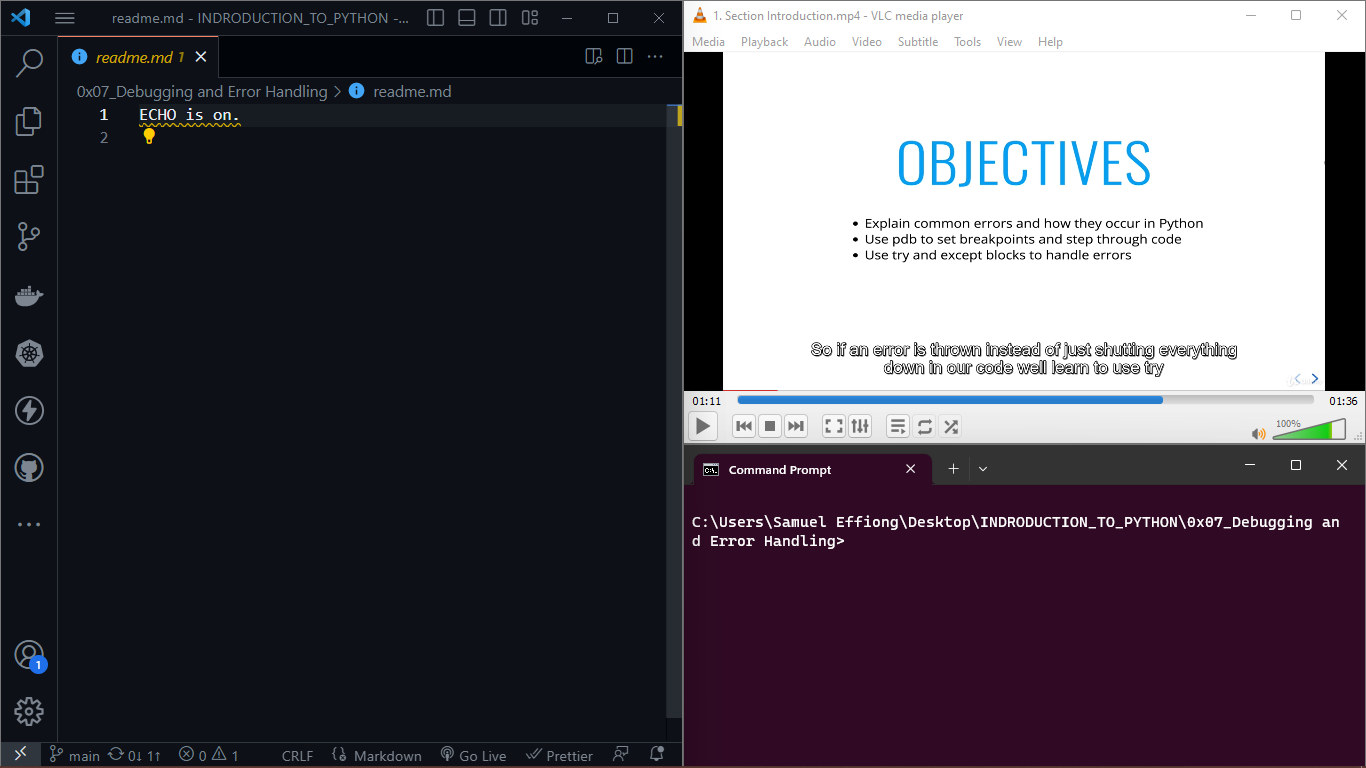 readme.md - INDRODUCTION_TO_PYTHON -...
readme.md 1
0x07_Debugging and Error Handling > readme.md
1 ECHO is on.
2
1
main 0↓ 1↑ 0 1 CRLF Markdown Go Live Prettier
1. Section Introduction.mp4 - VLC media player
Media Playback Audio Video Subtitle Tools View Help
OBJECTIVES
• Explain common errors and how they occur in Python
• Use pdb to set breakpoints and step through code
• Use try and except blocks to handle errors
So if an error is thrown instead of just shutting everything
down in our code well learn to use try
01:11 01:36
100%
Command Prompt
C:\Users\Samuel Effiong\Desktop\INDRODUCTION_TO_PYTHON\0x07_Debugging an
d Error Handling>